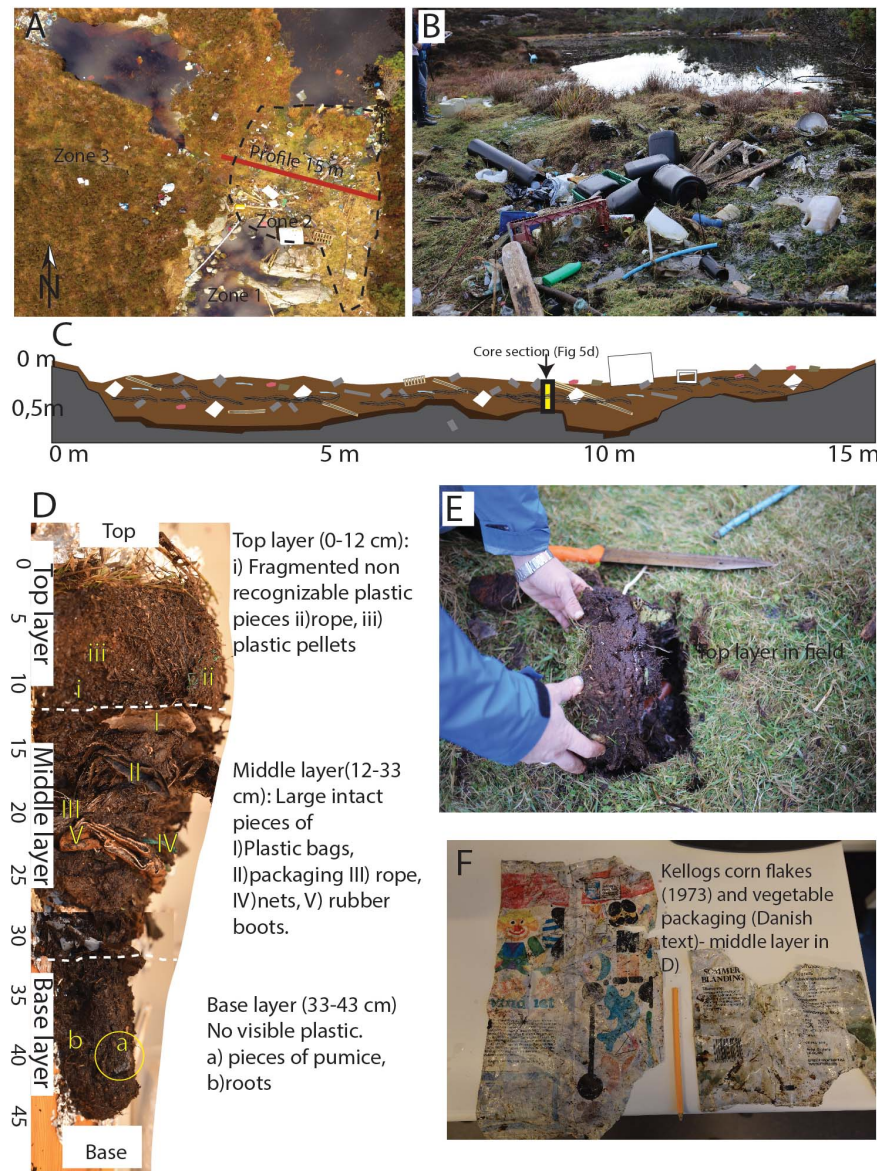 A
Zone 3
Profile 15 m
Zone 2
Zone 1
N
B
C
Core section (Fig 5d)
0 m
0,5m
0 m
5 m
10 m
15 m
D
Top
Top layer
Middle layer
Base layer
0
5
10
15
20
25
30
35
40
45
iii
i
ii
I
II
III
V
IV
b
a
Base
Top layer (0-12 cm):
i) Fragmented non
recognizable plastic
pieces ii)rope, iii)
plastic pellets
Middle layer(12-33
cm): Large intact
pieces of
I)Plastic bags,
II)packaging III) rope,
IV)nets, V) rubber
boots.
Base layer (33-43 cm)
No visible plastic.
a) pieces of pumice,
b)roots
E
Top layer in field
F
Kellogs corn flakes
(1973) and vegetable
packaging (Danish
text)- middle layer in
D)
SOMMER
BLANDING